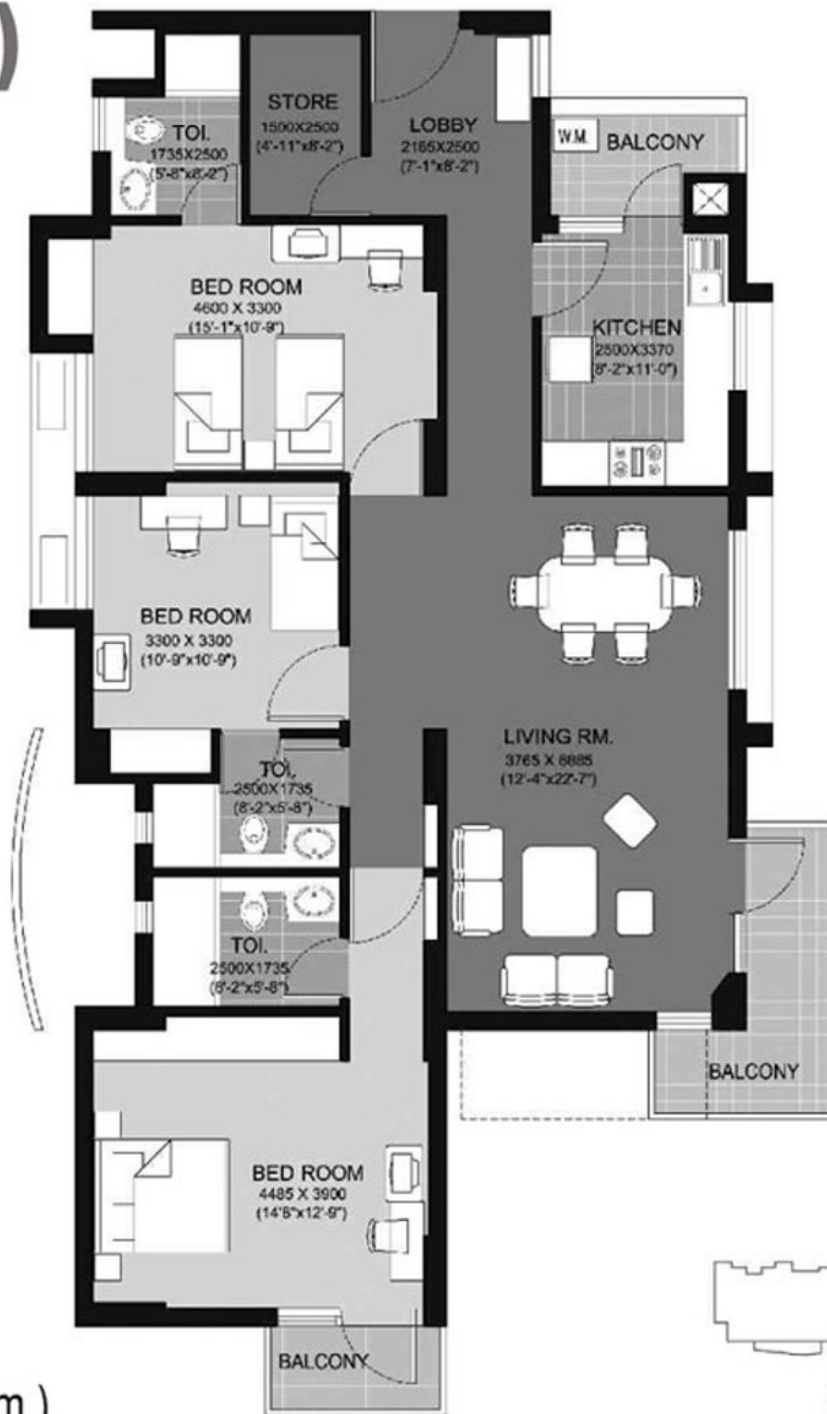 )
STORE
1500X2500
(4'-11"x8'-2")
LOBBY
2165X2500
(7'-1"x8'-2")
TOI.
1735X2500
(5'-8"x8'-2")
W.M.
BALCONY
BED ROOM
4600 X 3300
(15'-1"x10'-9")
KITCHEN
2500X3370
(8'-2"x11'-0")
BED ROOM
3300 X 3300
(10'-9"x10'-9")
LIVING RM.
3765 X 6885
(12'-4"x22'-7")
TOI.
2500X1735
(8'-2"x5'-8")
TOI.
2500X1735
(8'-2"x5'-8")
BALCONY
BED ROOM
4485 X 3900
(14'8"x12'-9")
BALCONY
m )